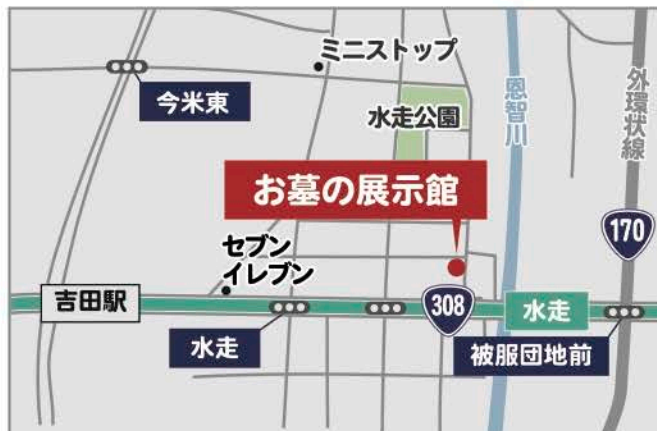 ミニストップ
今米東
水走公園
恩智川
外環状線
お墓の展示館
170
セブン
イレブン
吉田駅
308
水走
水走
被服団地前